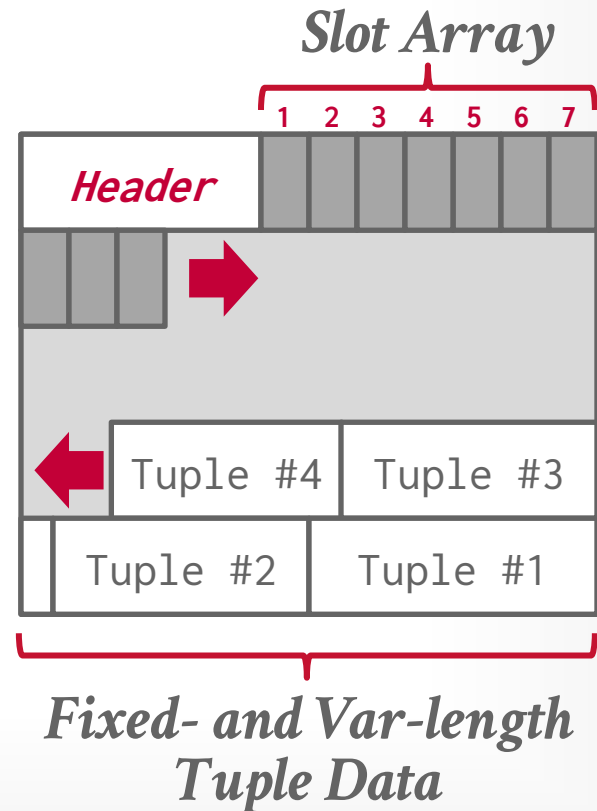 Slot Array
1 2 3 4 5 6 7
Header
Tuple #4 Tuple #3
Tuple #2 Tuple #1
Fixed- and Var-length
Tuple Data